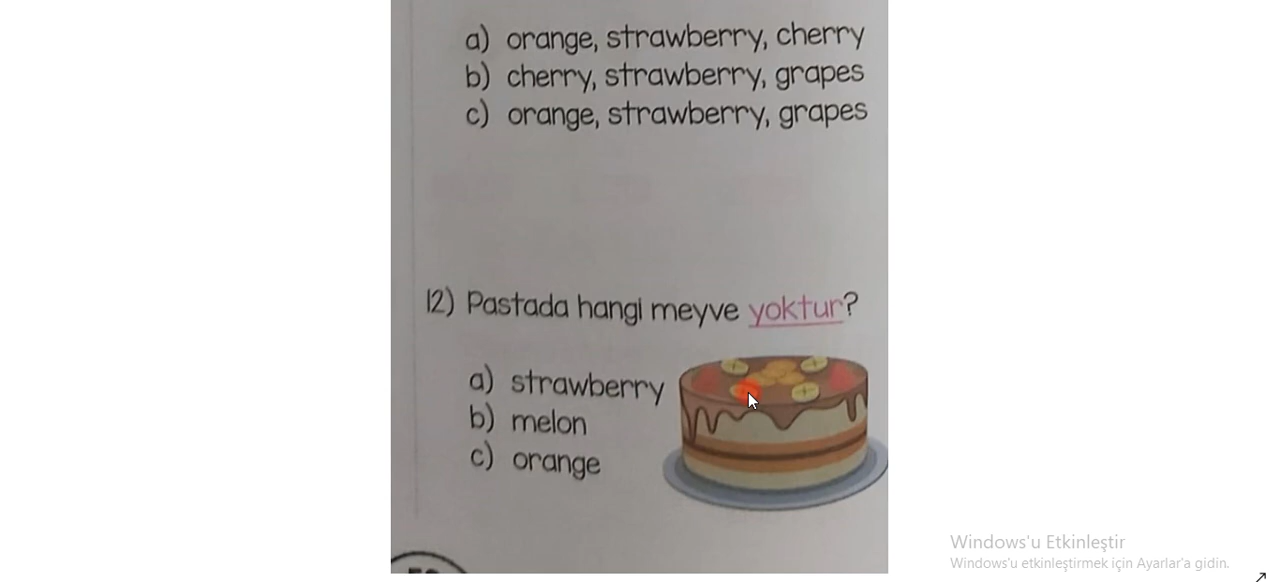 a) orange, strawberry, cherry
b) cherry, strawberry, grapes
c) orange, strawberry, grapes
12) Pastada hangi meyve yoktur?
a) strawberry
b) melon
c) orange
Windows'u Etkinleştir
Windows'u etkinleştirmek için Ayarlar'a gidin.